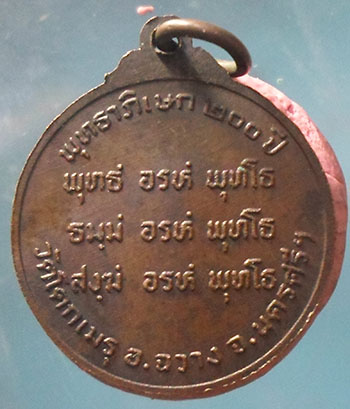 พุทธาภิเษก ๒๐๐ ปี
พุทธํ อรหํ พุทโธ
ธมฺมํ อรหํ พุทโธ
สงฺฆํ อรหํ พุทโธ
วัดโคกเมรุ อ.ฉวาง จ.นครศรีฯ